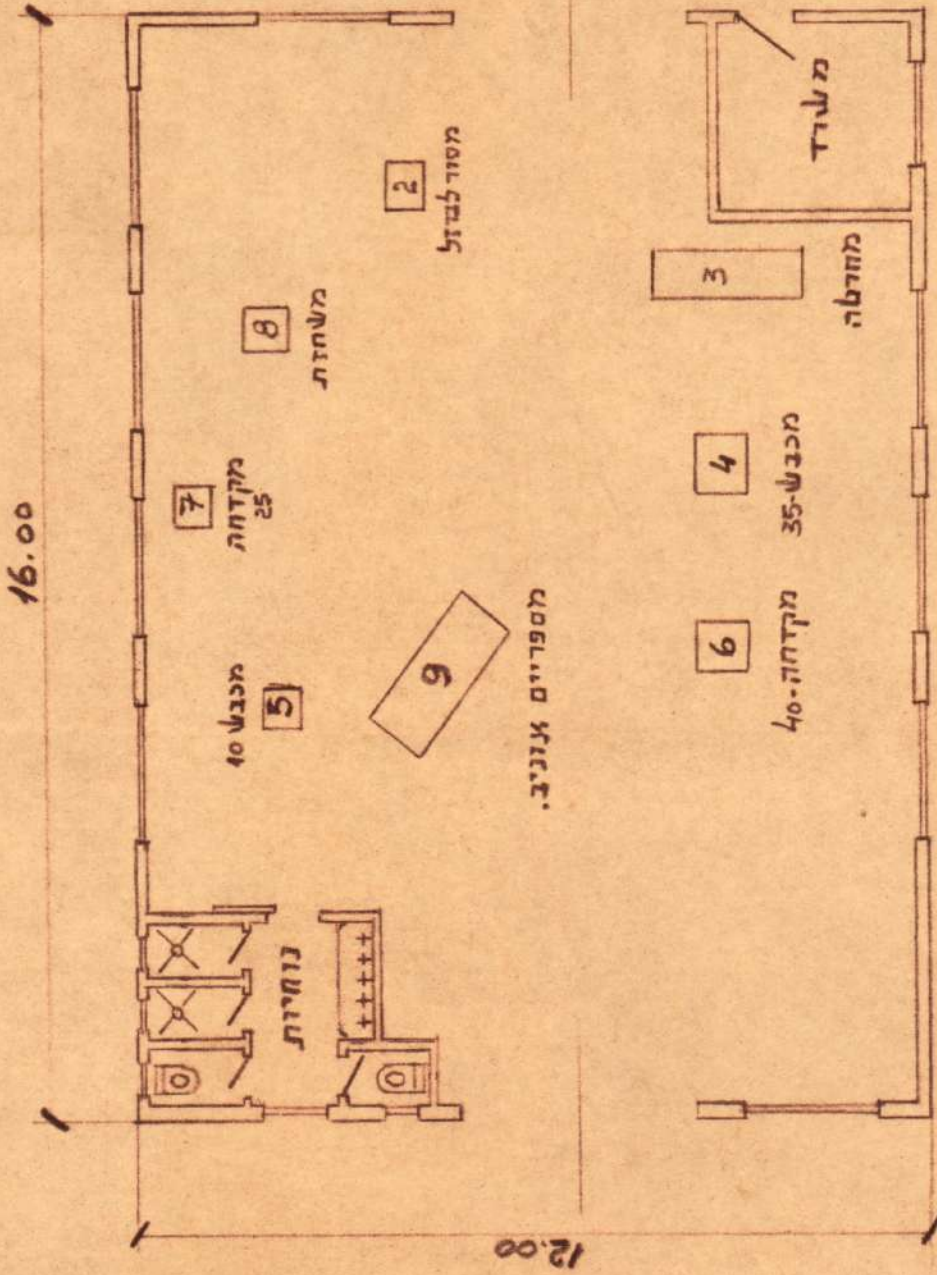 16.00
12.00
מכבש 10
5
מקדחה
25
7
משחזת
8
מסור לברזל
2
נוחיות
9
מספריים אוניב.
6
מקדחה-40
4
מכבש-35
3
מחרטה
משרד